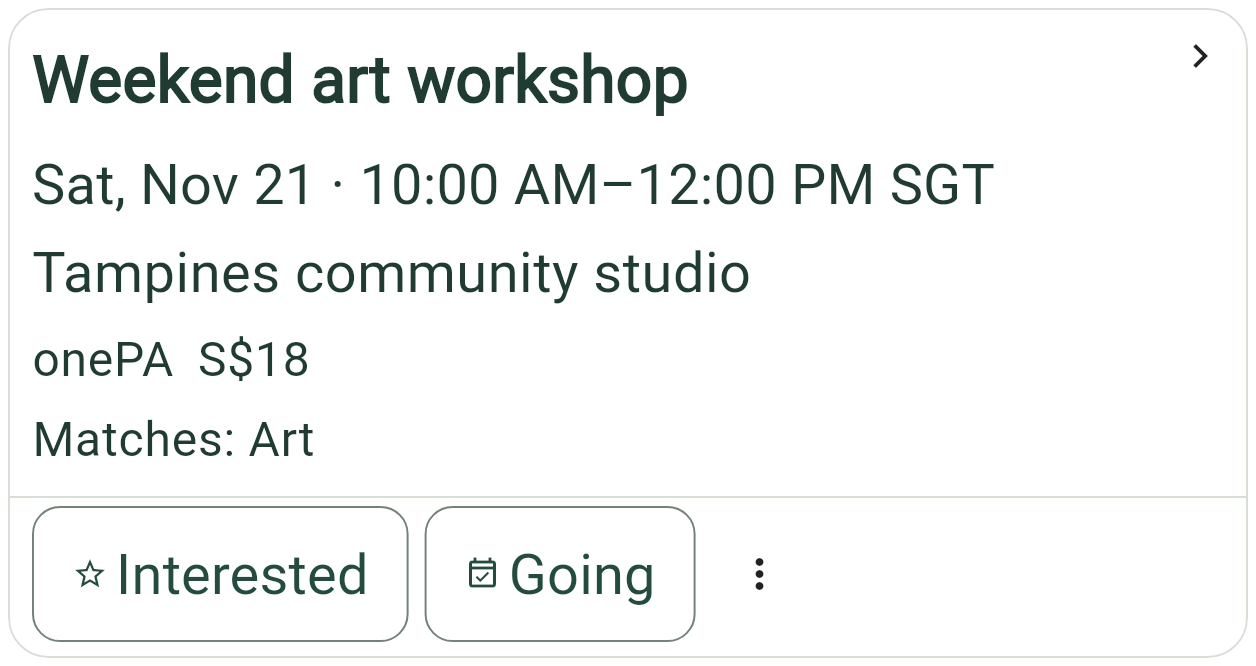 Weekend art workshop
Sat, Nov 21 · 10:00 AM–12:00 PM SGT
Tampines community studio
onePA S$18
Matches: Art
Interested Going